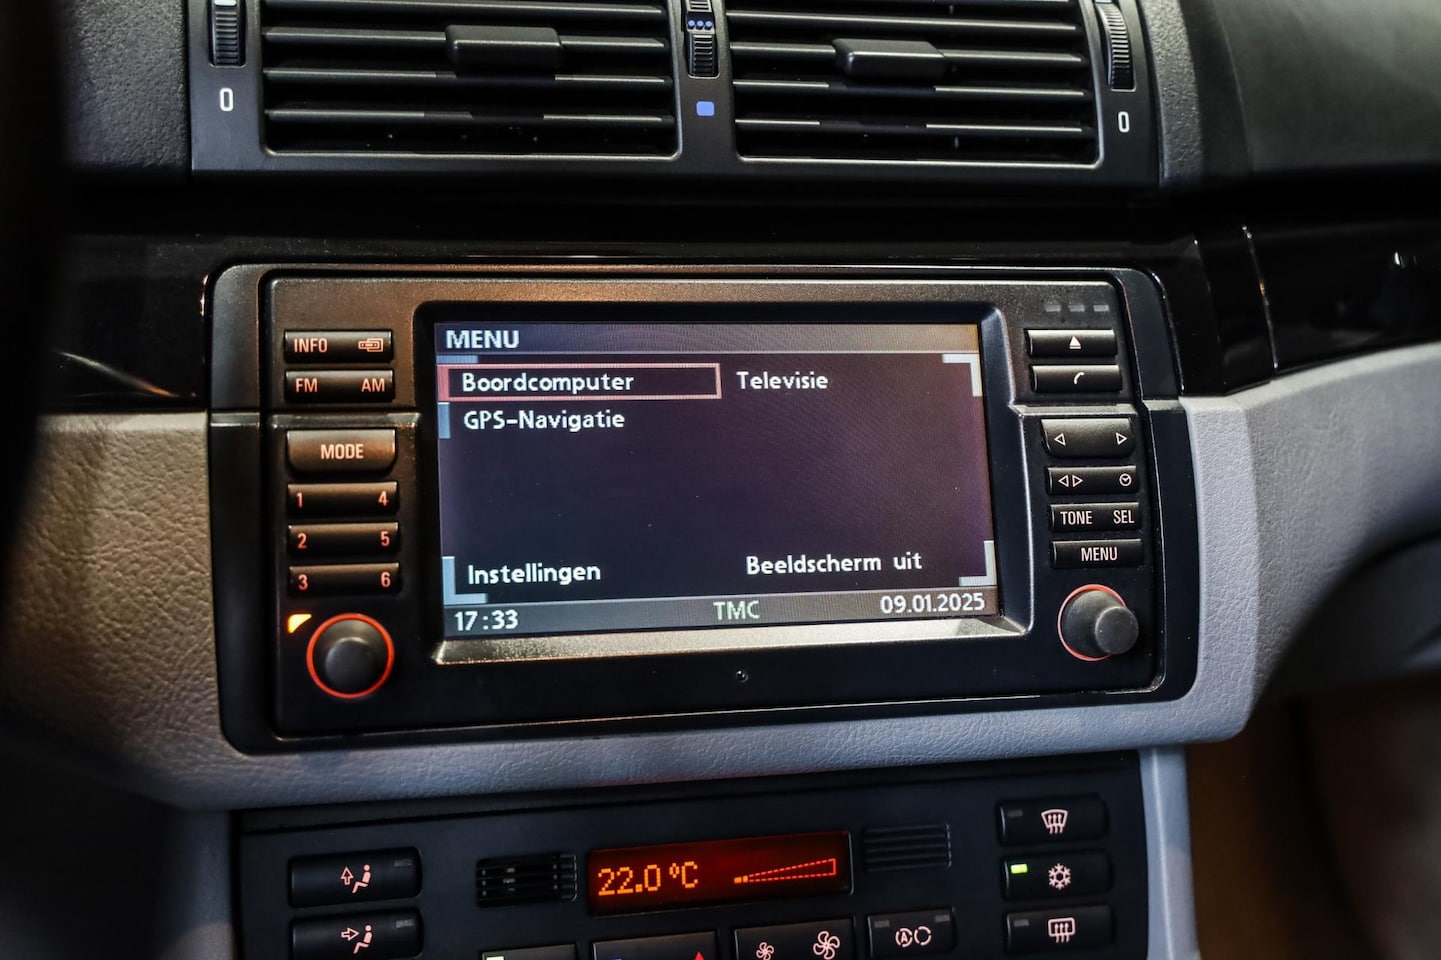 0
0
MENU
Boordcomputer Televisie
GPS-Navigatie
Instellingen Beeldscherm uit
17:33 TMC 09.01.2025
INFO
FM AM
MODE
1 4
2 5
3 6
TONE SEL
MENU
22.0 °C
A